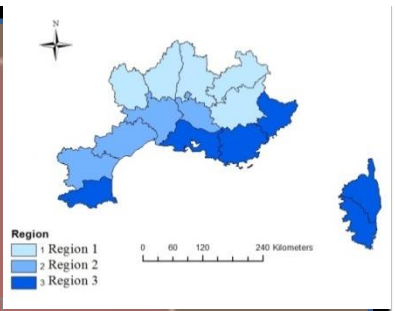 N
Region
1 Region 1
2 Region 2
3 Region 3
0 60 120 240 Kilometers